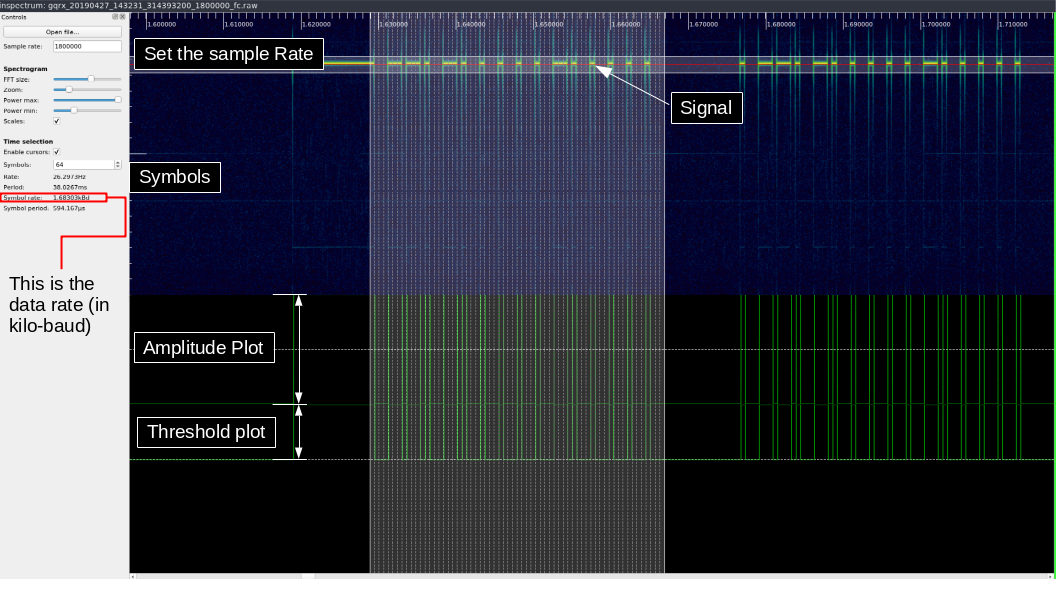 inspectrum: gqrx_20190427_143231_314393200_1800000_fc.raw
Controls
Open file...
Sample rate: 1800000
Spectrogram
FFT size:
Zoom:
Power max:
Power min:
Scales:
Time selection
Enable cursors:
Symbols: 64
Rate: 26.2973Hz
Period: 38.0267ms
Symbol rate: 1.68303kBd
Symbol period: 594.167µs
This is the
data rate (in
kilo-baud)
1.600000 1.610000 1.620000 1.630000 1.640000 1.650000 1.660000 1.670000 1.680000 1.690000 1.700000 1.710000
Set the sample Rate
Signal
Symbols
Amplitude Plot
Threshold plot